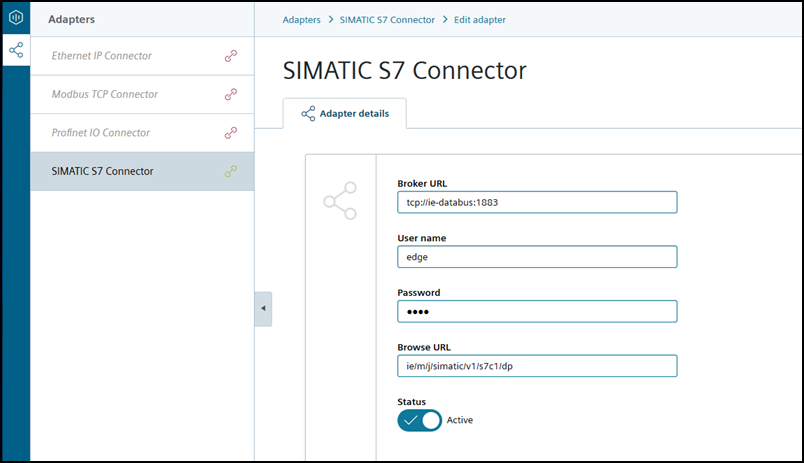 Adapters
Ethernet IP Connector
Modbus TCP Connector
Profinet IO Connector
SIMATIC S7 Connector
Adapters > SIMATIC S7 Connector > Edit adapter
SIMATIC S7 Connector
Adapter details
Broker URL
tcp://ie-databus:1883
User name
edge
Password
••••
Browse URL
ie/m/j/simatic/v1/s7c1/dp
Status
Active